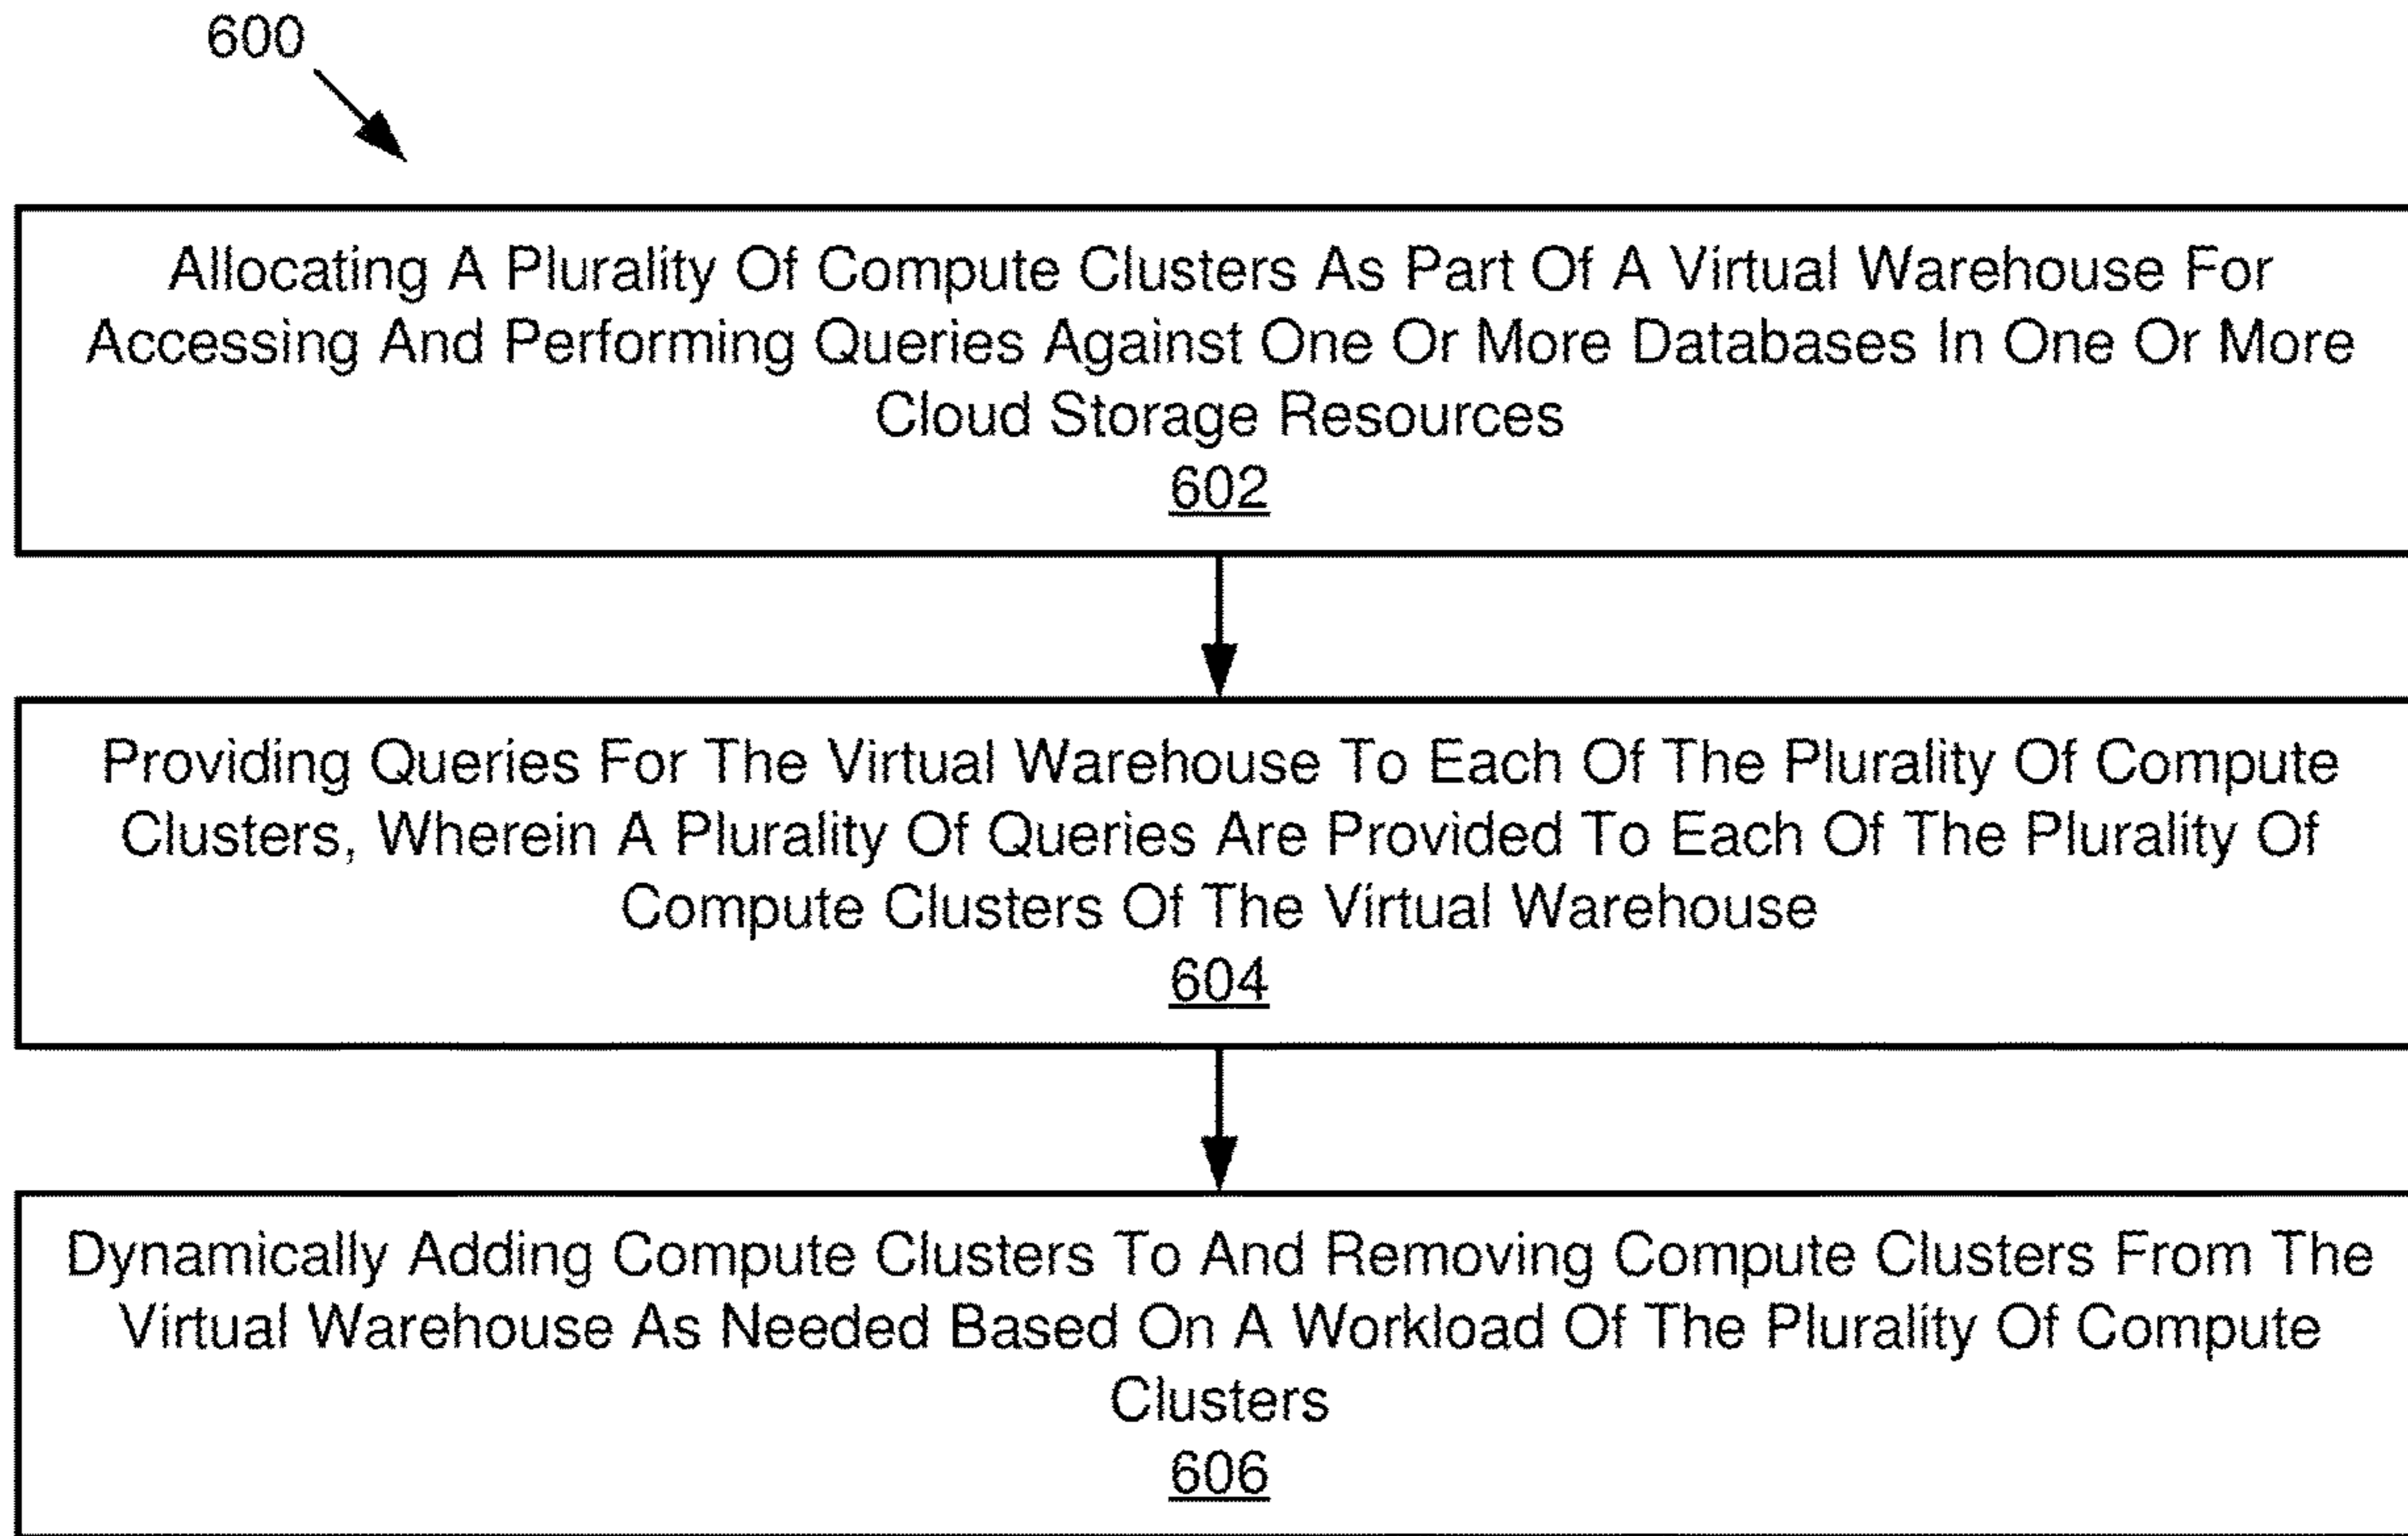 600
Allocating A Plurality Of Compute Clusters As Part Of A Virtual Warehouse For
Accessing And Performing Queries Against One Or More Databases In One Or More
Cloud Storage Resources
602
Providing Queries For The Virtual Warehouse To Each Of The Plurality Of Compute
Clusters, Wherein A Plurality Of Queries Are Provided To Each Of The Plurality Of
Compute Clusters Of The Virtual Warehouse
604
Dynamically Adding Compute Clusters To And Removing Compute Clusters From The
Virtual Warehouse As Needed Based On A Workload Of The Plurality Of Compute
Clusters
606